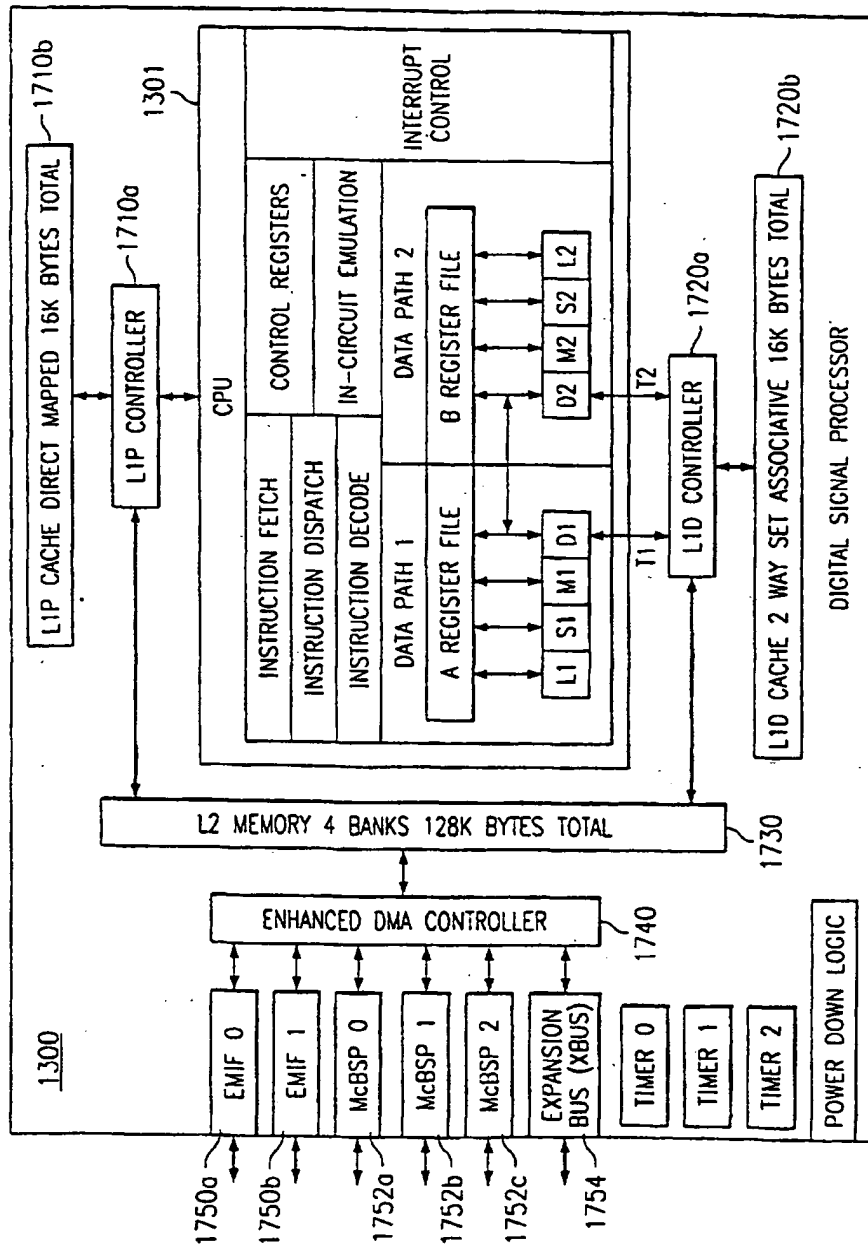 1300
1750a
EMIF 0
1750b
EMIF 1
1752a
McBSP 0
1752b
McBSP 1
1752c
McBSP 2
1754
EXPANSION
BUS (XBUS)
TIMER 0
TIMER 1
TIMER 2
POWER DOWN LOGIC
ENHANCED DMA CONTROLLER
1740
L2 MEMORY 4 BANKS 128K BYTES TOTAL
1730
L1P CACHE DIRECT MAPPED 16K BYTES TOTAL
1710b
L1P CONTROLLER
1710a
1301
CPU
INSTRUCTION FETCH
INSTRUCTION DISPATCH
INSTRUCTION DECODE
CONTROL REGISTERS
IN-CIRCUIT EMULATION
INTERRUPT
CONTROL
DATA PATH 1
A REGISTER FILE
L1 S1 M1 D1
DATA PATH 2
B REGISTER FILE
D2 M2 S2 L2
T1
T2
L1D CONTROLLER
1720a
L1D CACHE 2 WAY SET ASSOCIATIVE 16K BYTES TOTAL
1720b
DIGITAL SIGNAL PROCESSOR